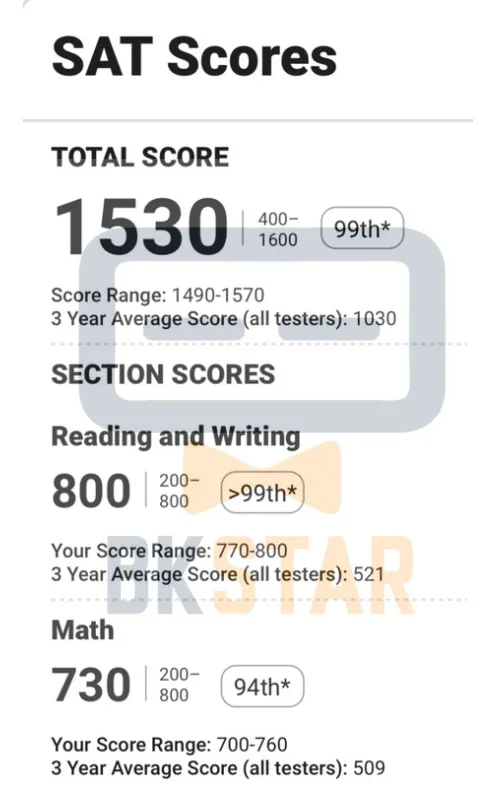 SAT Scores
TOTAL SCORE
1530 400–1600 99th*
Score Range: 1490-1570
3 Year Average Score (all testers): 1030
SECTION SCORES
Reading and Writing
800 200–800 >99th*
Your Score Range: 770-800
3 Year Average Score (all testers): 521
BKSTAR
Math
730 200–800 94th*
Your Score Range: 700-760
3 Year Average Score (all testers): 509